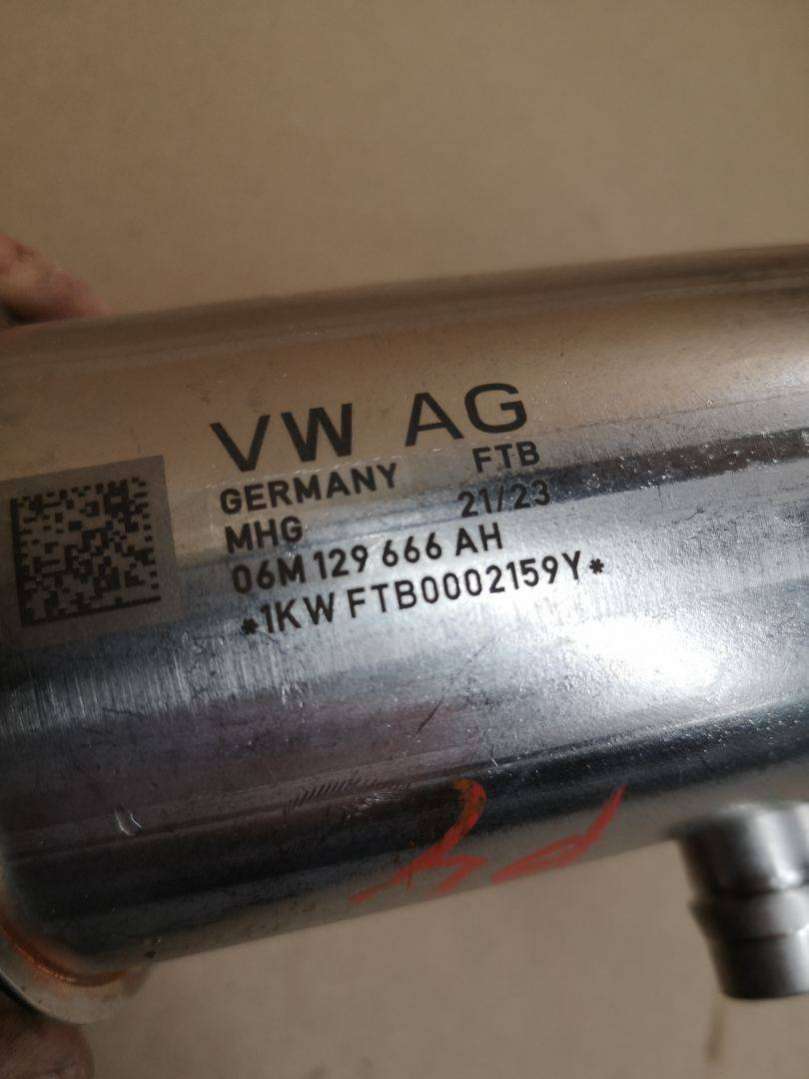 VW AG
GERMANY FTB
MHG 21/23
06M 129 666 AH
*1KW FTB0002159Y*